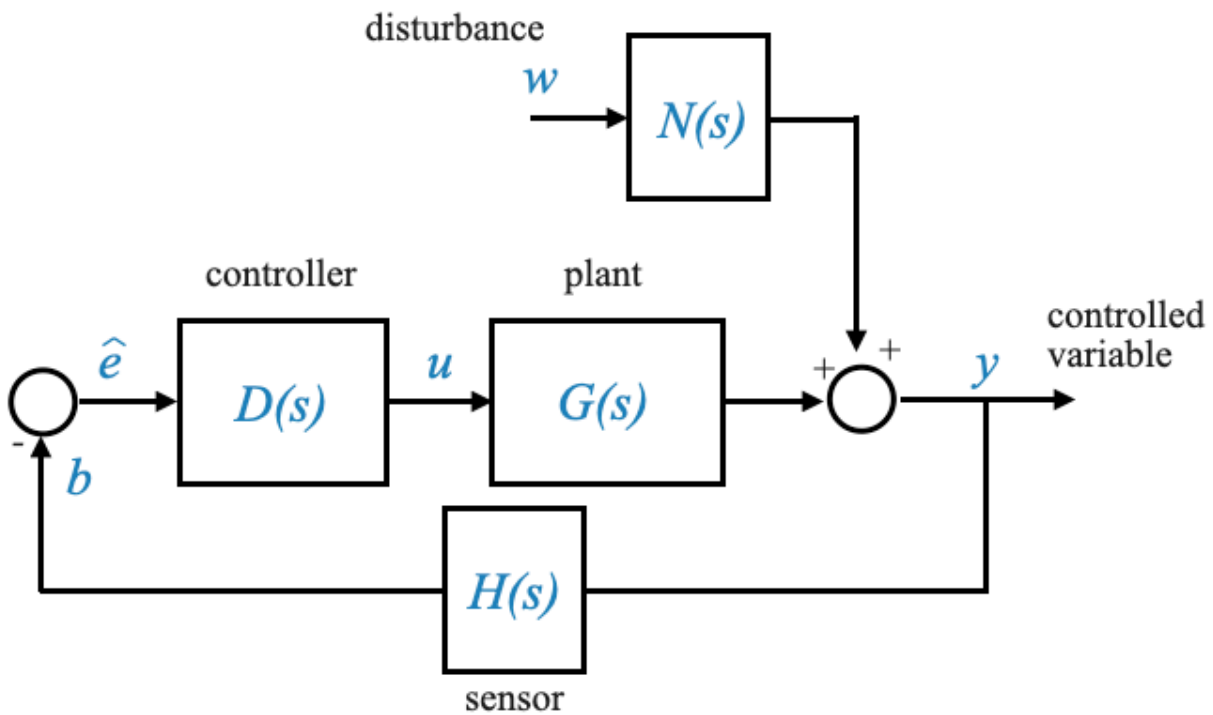 disturbance
w
N(s)
controller
plant
controlled
variable
ê
D(s)
u
G(s)
+
+
y
-
b
H(s)
sensor